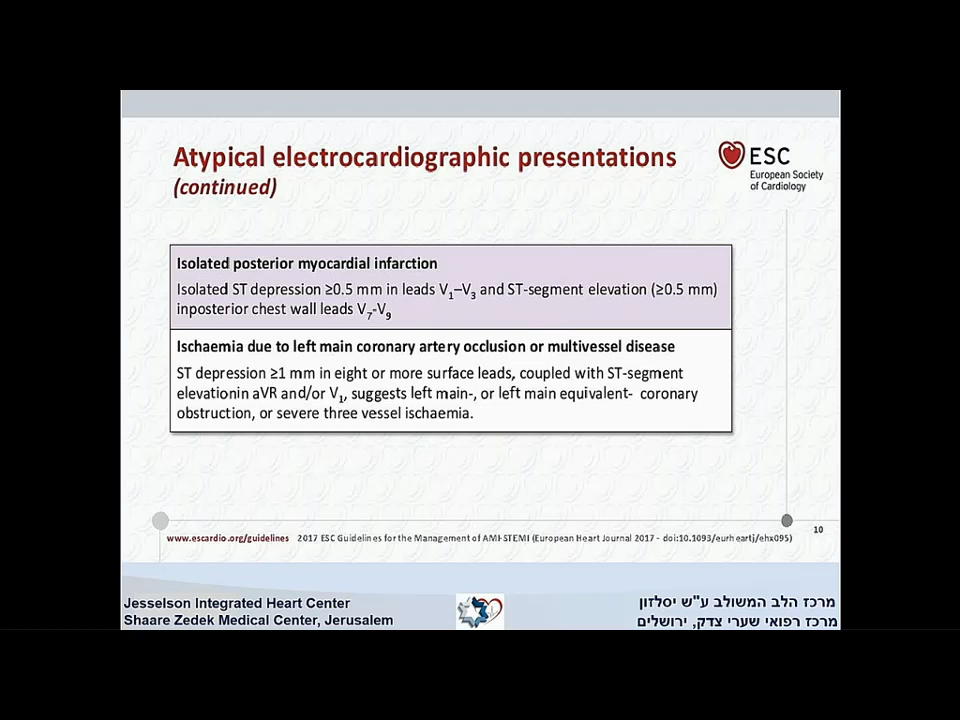 Atypical electrocardiographic presentations
(continued)
ESC
European Society
of Cardiology
Isolated posterior myocardial infarction
Isolated ST depression ≥0.5 mm in leads V1–V3 and ST-segment elevation (≥0.5 mm)
inposterior chest wall leads V7-V9
Ischaemia due to left main coronary artery occlusion or multivessel disease
ST depression ≥1 mm in eight or more surface leads, coupled with ST-segment
elevationin aVR and/or V1, suggests left main-, or left main equivalent- coronary
obstruction, or severe three vessel ischaemia.
10
www.escardio.org/guidelines 2017 ESC Guidelines for the Management of AMI-STEMI (European Heart Journal 2017 - doi:10.1093/eurheartj/ehx095)
Jesselson Integrated Heart Center
Shaare Zedek Medical Center, Jerusalem
מרכז הלב המשולב ע"ש יסלזון
מרכז רפואי שערי צדק, ירושלים